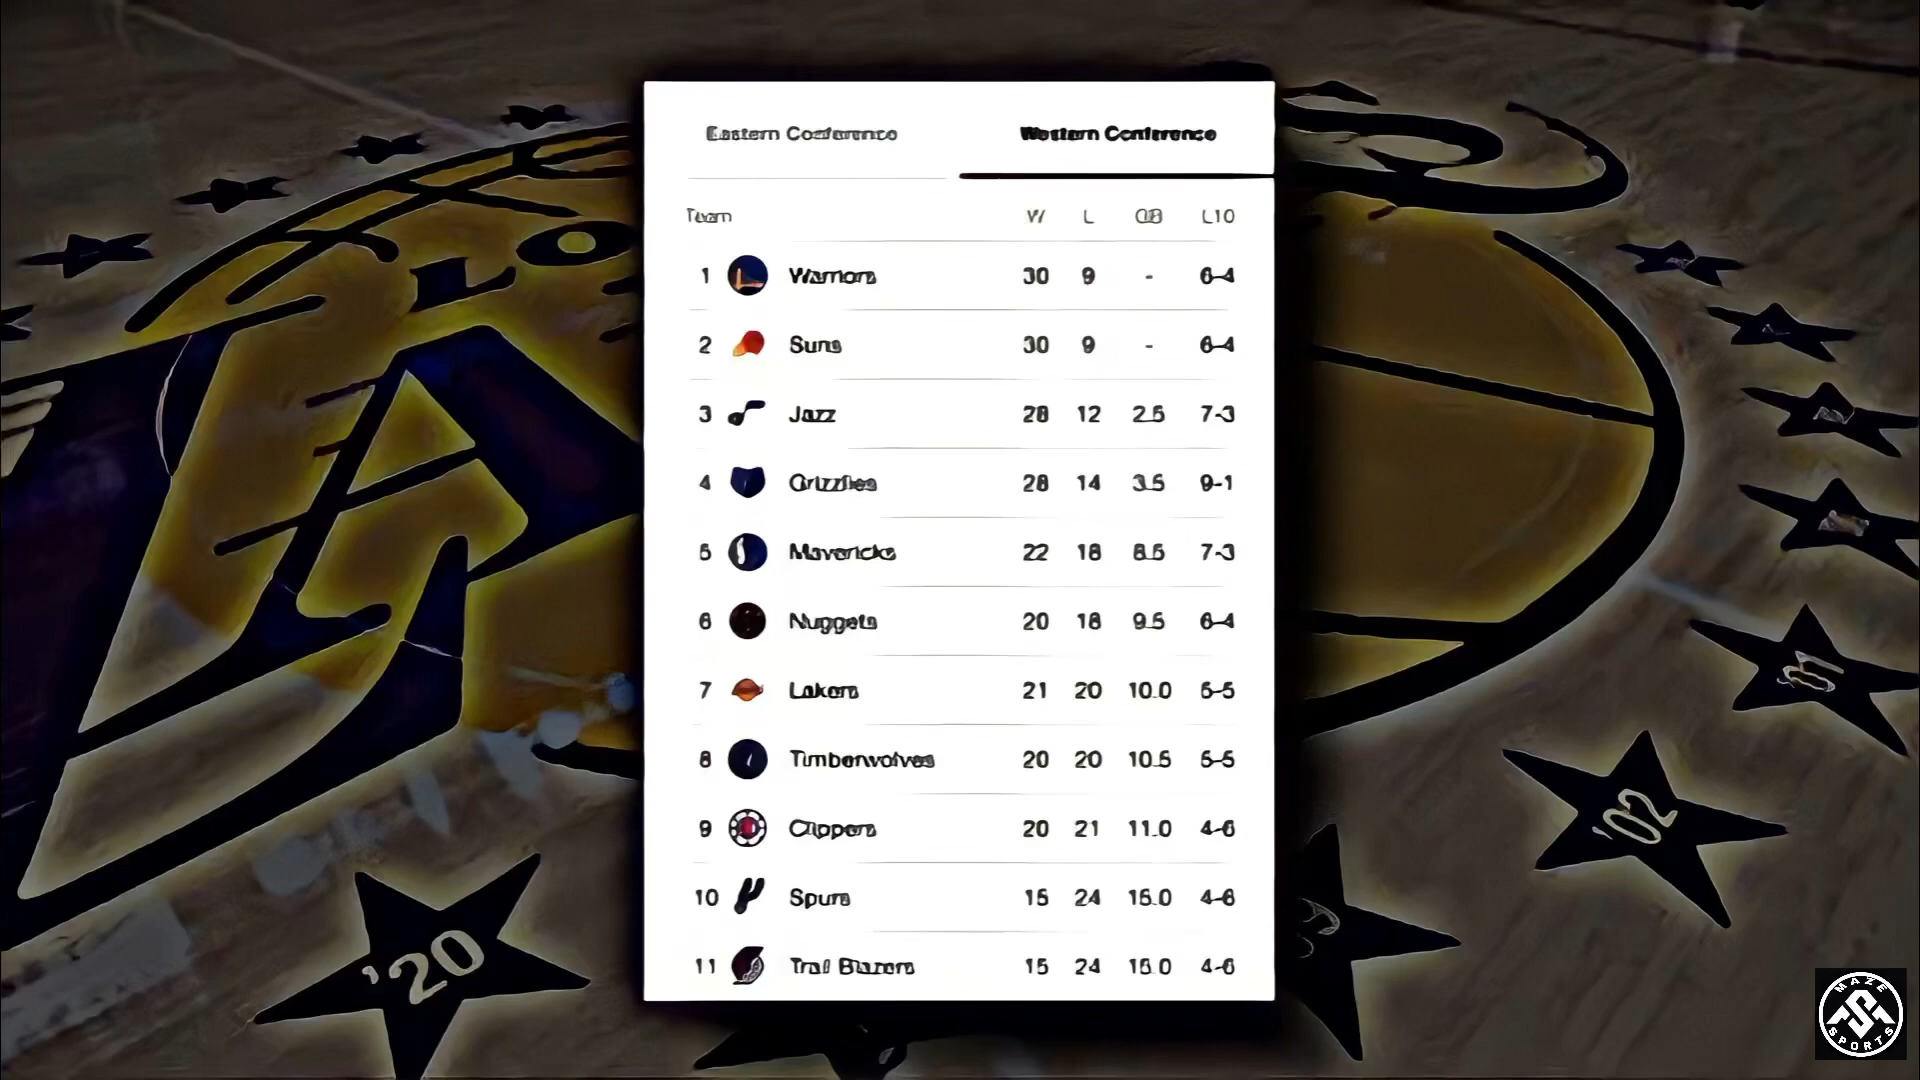 Eastern Conference Western Conference
Team W L GB L10
1 Warriors 30 9 - 6-4
2 Suns 30 9 - 6-4
3 Jazz 28 12 2.5 7-3
4 Grizzlies 28 14 3.5 9-1
5 Mavericks 22 18 8.5 7-3
6 Nuggets 20 18 9.5 6-4
7 Lakers 21 20 10.0 5-5
8 Timberwolves 20 20 10.5 5-5
9 Clippers 20 21 11.0 4-6
10 Spurs 15 24 15.0 4-6
11 Trail Blazers 15 24 15.0 4-6
'02
'20
MAZE
SPORTS